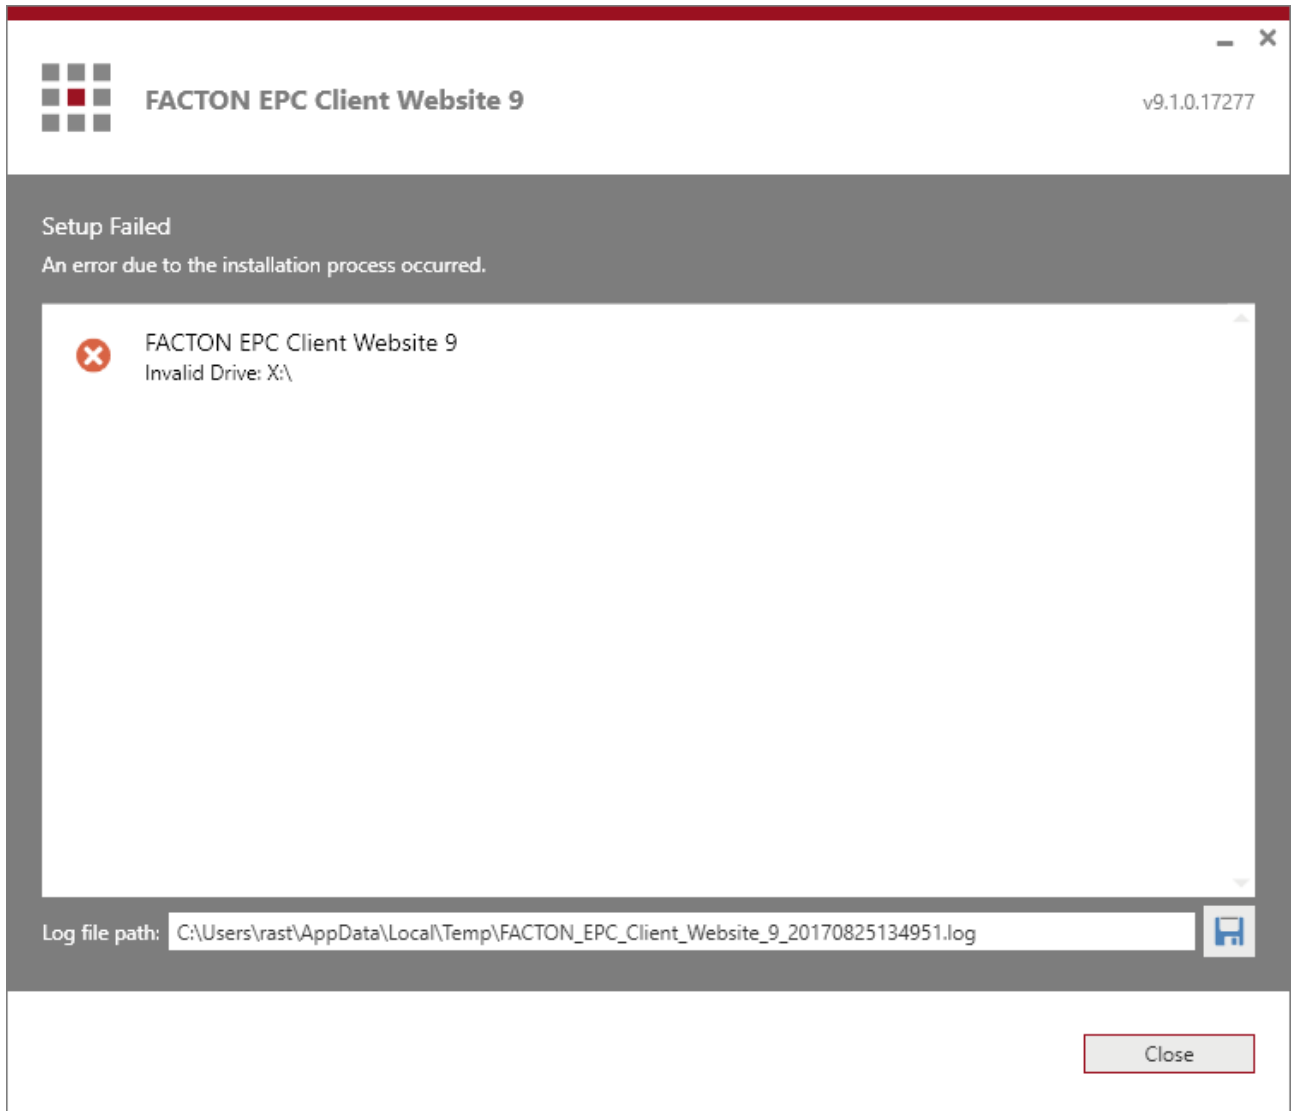 FACTON EPC Client Website 9
v9.1.0.17277
Setup Failed
An error due to the installation process occurred.
FACTON EPC Client Website 9
Invalid Drive: X:\
Log file path: C:\Users\rast\AppData\Local\Temp\FACTON_EPC_Client_Website_9_20170825134951.log
Close